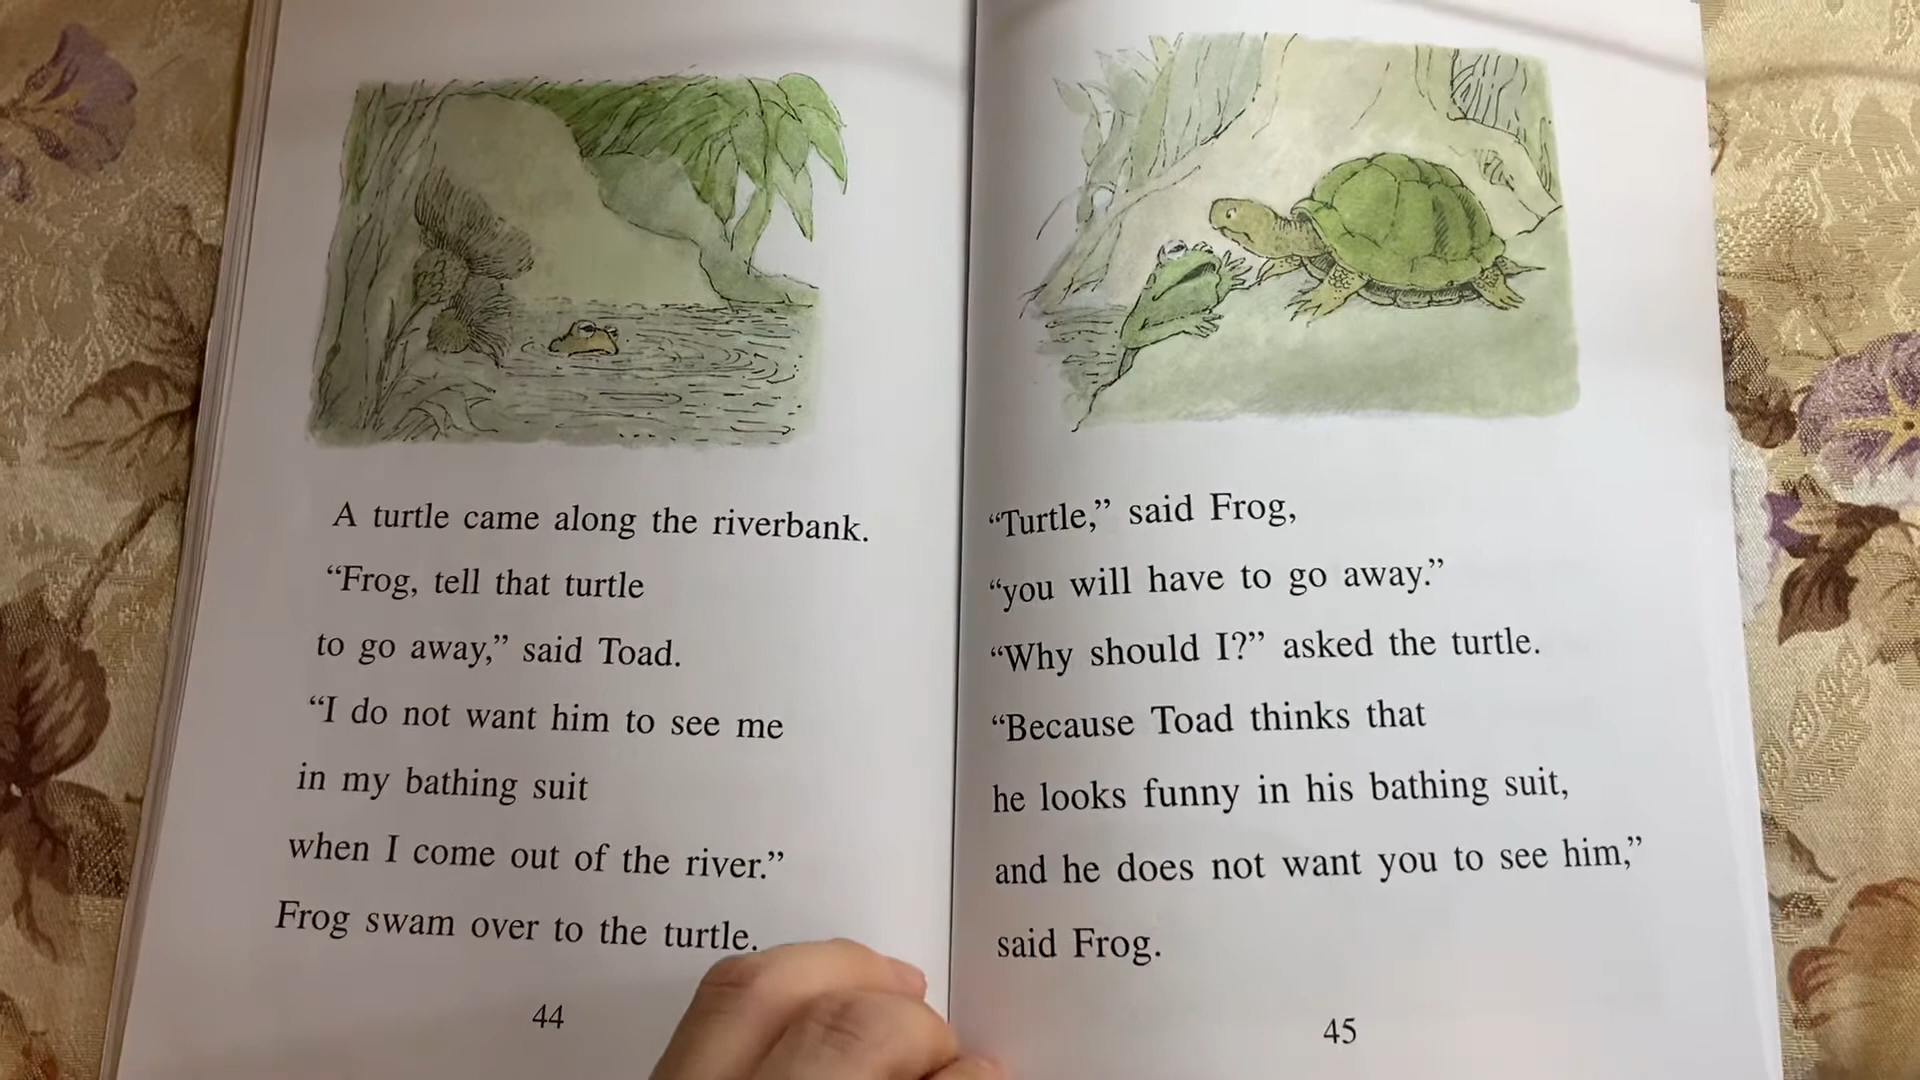 A turtle came along the riverbank.
“Frog, tell that turtle
to go away,” said Toad.
“I do not want him to see me
in my bathing suit
when I come out of the river.”
Frog swam over to the turtle.
44
“Turtle,” said Frog,
“you will have to go away.”
“Why should I?” asked the turtle.
“Because Toad thinks that
he looks funny in his bathing suit,
and he does not want you to see him,”
said Frog.
45